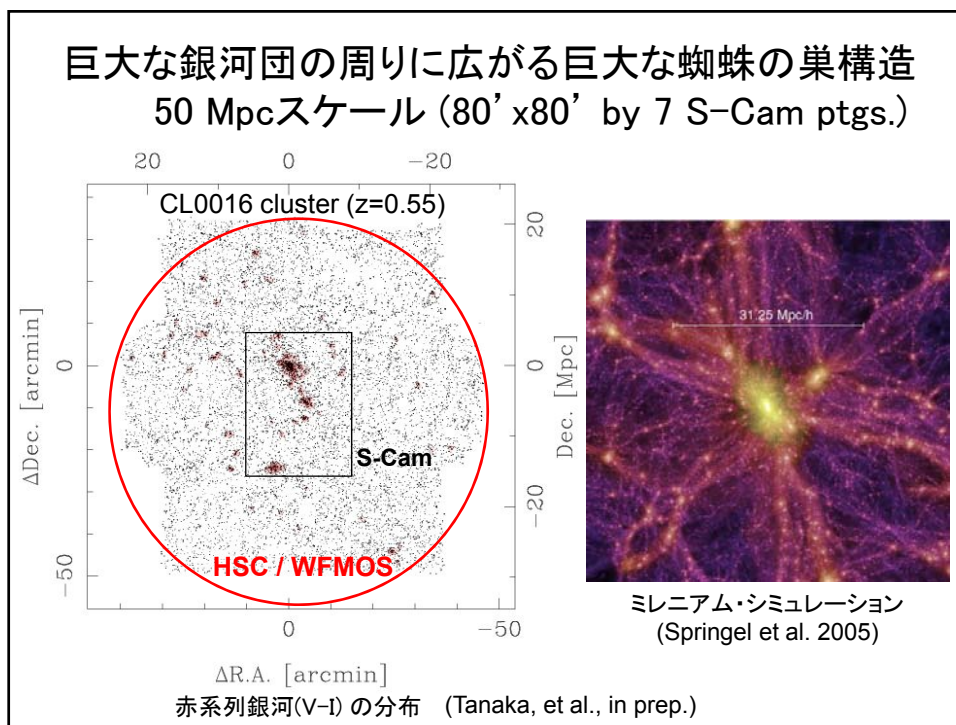 巨大な銀河団の周りに広がる巨大な蜘蛛の巣構造
50 Mpcスケール (80’x80’ by 7 S-Cam ptgs.)
20 0 -20
CL0016 cluster (z=0.55)
20
0
-20
Dec. [Mpc]
0
-50
ΔDec. [arcmin]
S-Cam
HSC / WFMOS
0 -50
ΔR.A. [arcmin]
赤系列銀河(V-I) の分布 (Tanaka, et al., in prep.)
31.25 Mpc/h
ミレニアム・シミュレーション
(Springel et al. 2005)